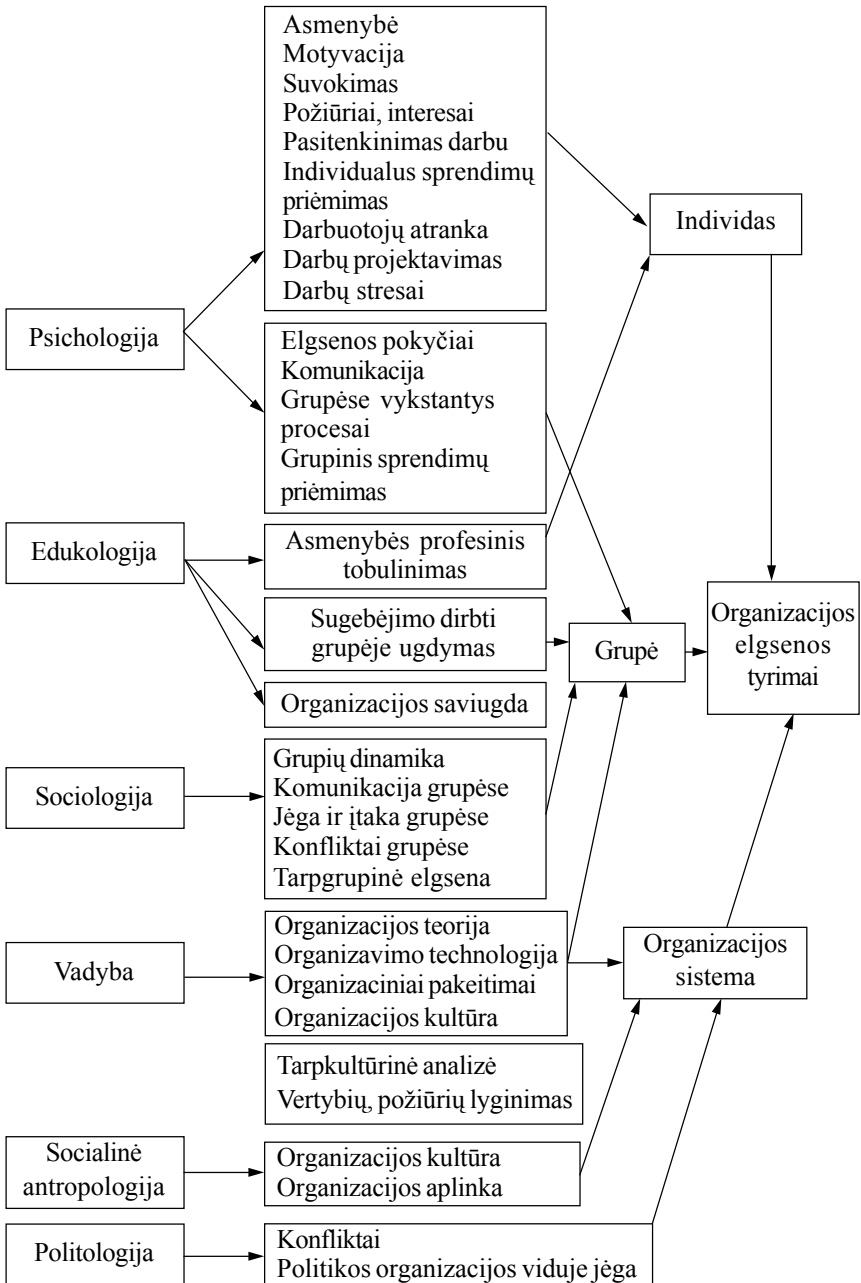 Asmenybė
Motyvacija
Suvokimas
Požiūriai, interesai
Pasitenkinimas darbu
Individualus sprendimų
priėmimas
Darbuotojų atranka
Darbų projektavimas
Darbų stresai
Individas
Psichologija
Elgsenos pokyčiai
Komunikacija
Grupėse vykstantys
procesai
Grupinis sprendimų
priėmimas
Edukologija
Asmenybės profesinis
tobulinimas
Sugebėjimo dirbti
grupėje ugdymas
Grupė
Organizacijos
elgsenos
tyrimai
Organizacijos saviugda
Sociologija
Grupių dinamika
Komunikacija grupėse
Jėga ir įtaka grupėse
Konfliktai grupėse
Tarpgrupinė elgsena
Vadyba
Organizacijos teorija
Organizavimo technologija
Organizaciniai pakeitimai
Organizacijos kultūra
Organizacijos
sistema
Tarpkultūrinė analizė
Vertybių, požiūrių lyginimas
Socialinė
antropologija
Organizacijos kultūra
Organizacijos aplinka
Politologija
Konfliktai
Politikos organizacijos viduje jėga